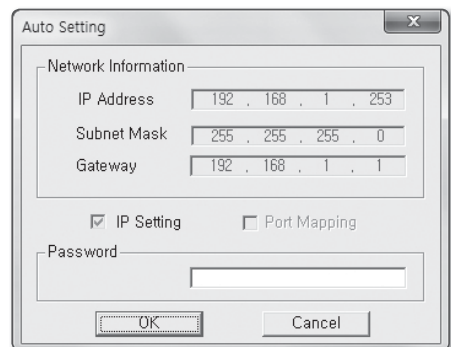 Auto Setting
Network Information
IP Address 192 . 168 . 1 . 253
Subnet Mask 255 . 255 . 255 . 0
Gateway 192 . 168 . 1 . 1
IP Setting Port Mapping
Password
OK Cancel